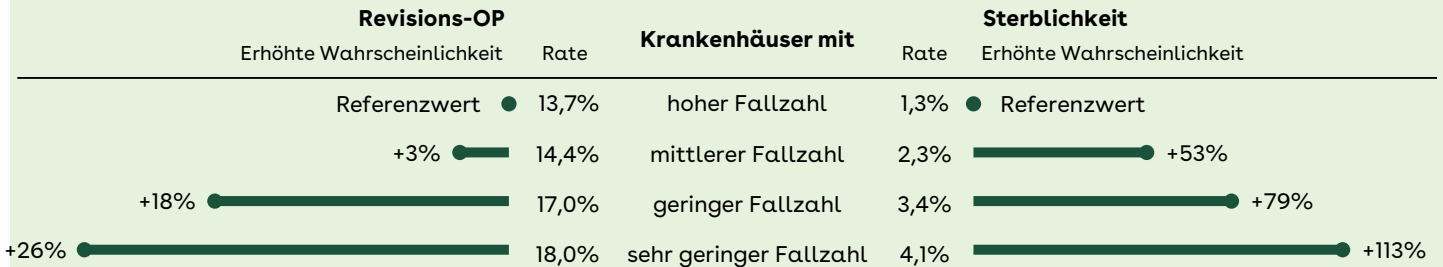 Revisions-OP Krankenhäuser mit Sterblichkeit
Erhöhte Wahrscheinlichkeit Rate Rate Erhöhte Wahrscheinlichkeit
Referenzwert 13,7% hoher Fallzahl 1,3% Referenzwert
+3% 14,4% mittlerer Fallzahl 2,3% +53%
+18% 17,0% geringer Fallzahl 3,4% +79%
+26% 18,0% sehr geringer Fallzahl 4,1% +113%